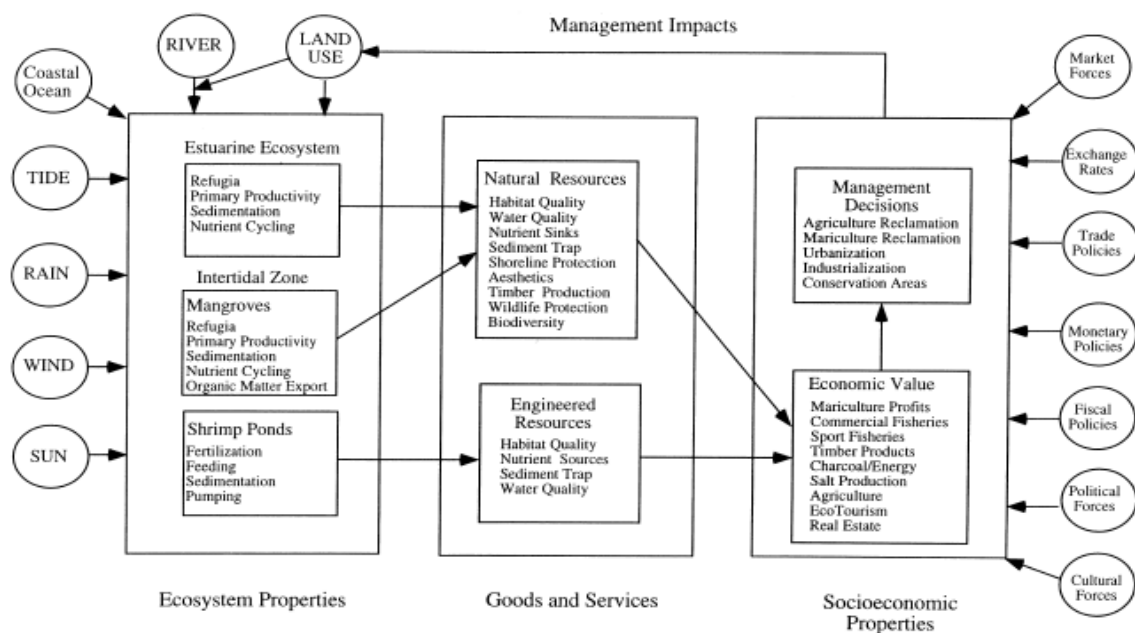 Management Impacts
RIVER
LAND
USE
Coastal
Ocean
TIDE
RAIN
WIND
SUN
Estuarine Ecosystem
Refugia
Primary Productivity
Sedimentation
Nutrient Cycling
Intertidal Zone
Mangroves
Refugia
Primary Productivity
Sedimentation
Nutrient Cycling
Organic Matter Export
Shrimp Ponds
Fertilization
Feeding
Sedimentation
Pumping
Ecosystem Properties
Natural Resources
Habitat Quality
Water Quality
Nutrient Sinks
Sediment Trap
Shoreline Protection
Aesthetics
Timber Production
Wildlife Protection
Biodiversity
Engineered
Resources
Habitat Quality
Nutrient Sources
Sediment Trap
Water Quality
Goods and Services
Management
Decisions
Agriculture Reclamation
Mariculture Reclamation
Urbanization
Industrialization
Conservation Areas
Economic Value
Mariculture Profits
Commercial Fisheries
Sport Fisheries
Timber Products
Charcoal/Energy
Salt Production
Agriculture
EcoTourism
Real Estate
Socioeconomic
Properties
Market
Forces
Exchange
Rates
Trade
Policies
Monetary
Policies
Fiscal
Policies
Political
Forces
Cultural
Forces